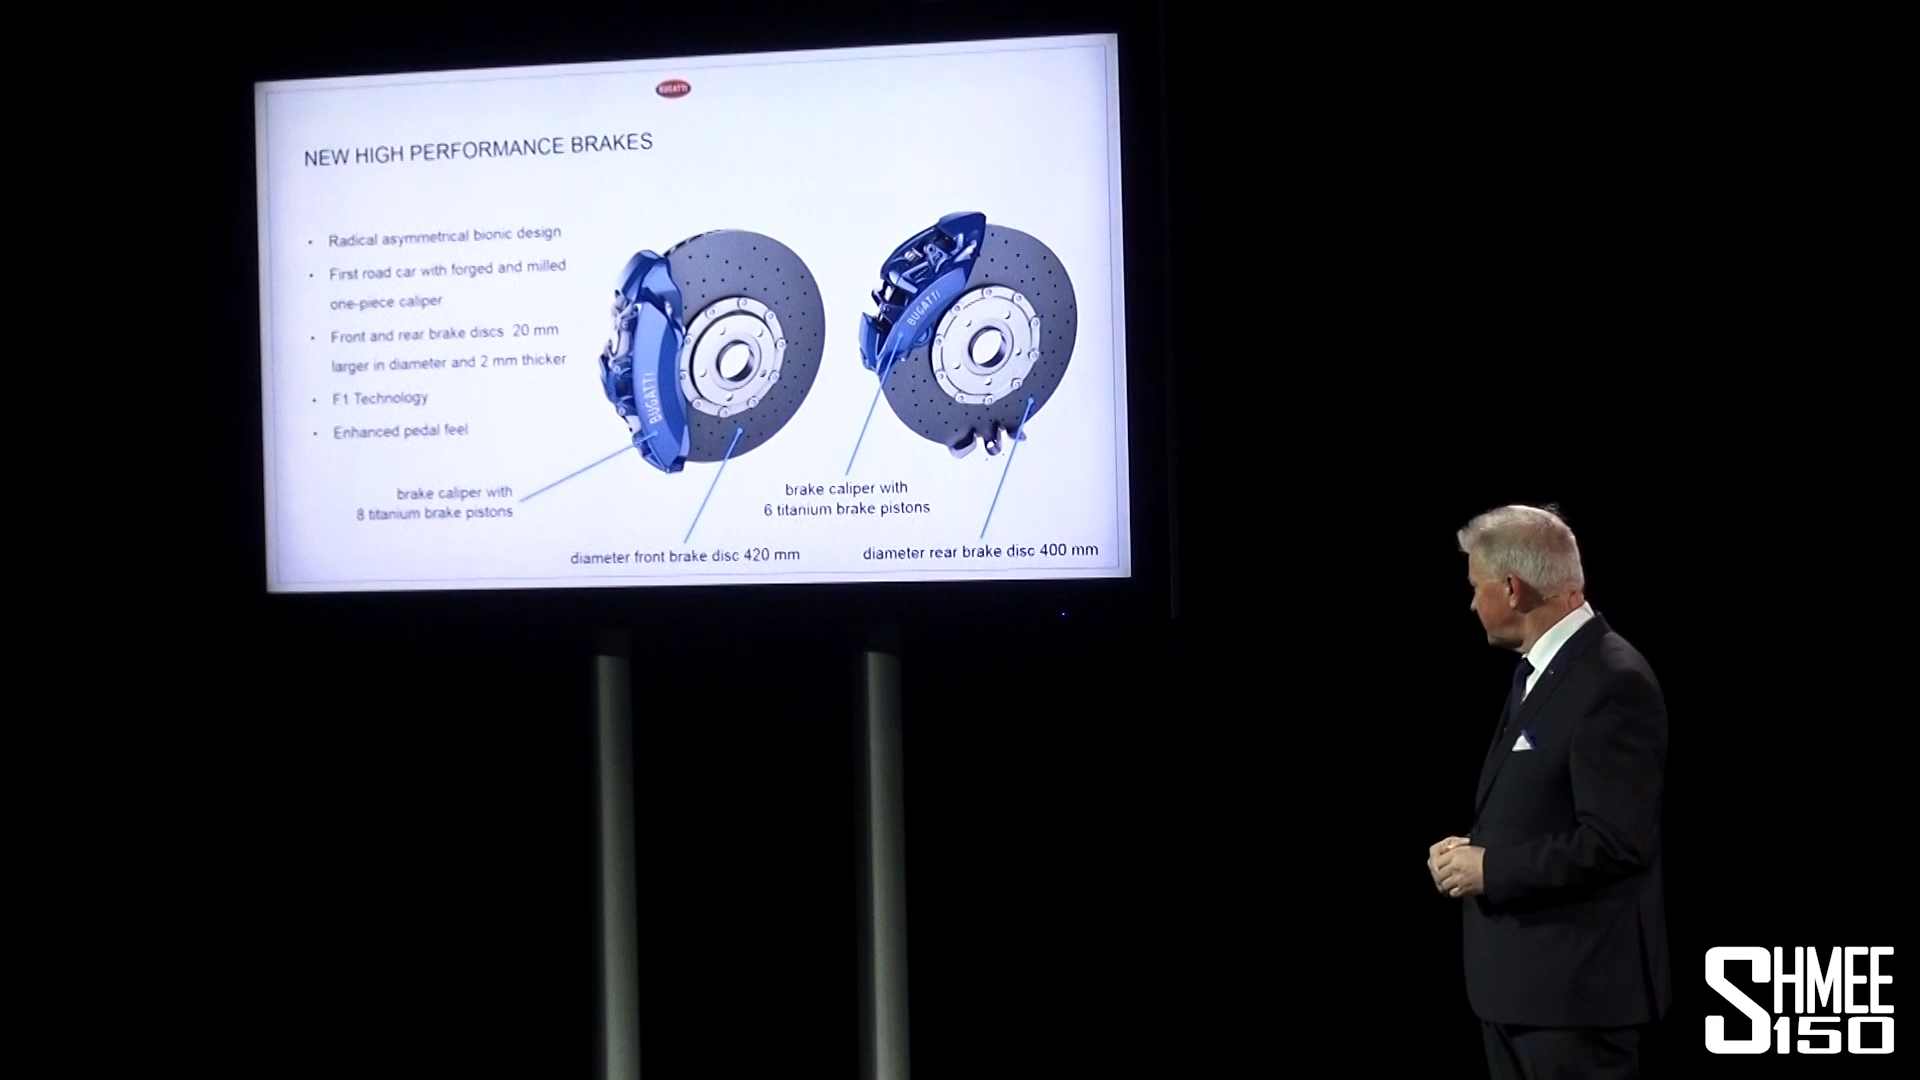 BUGATTI
NEW HIGH PERFORMANCE BRAKES
• Radical asymmetrical bionic design
• First road car with forged and milled
one-piece caliper
• Front and rear brake discs 20 mm
larger in diameter and 2 mm thicker
• F1 Technology
• Enhanced pedal feel
BUGATTI
BUGATTI
brake caliper with
8 titanium brake pistons
brake caliper with
6 titanium brake pistons
diameter front brake disc 420 mm
diameter rear brake disc 400 mm
SHMEE
150